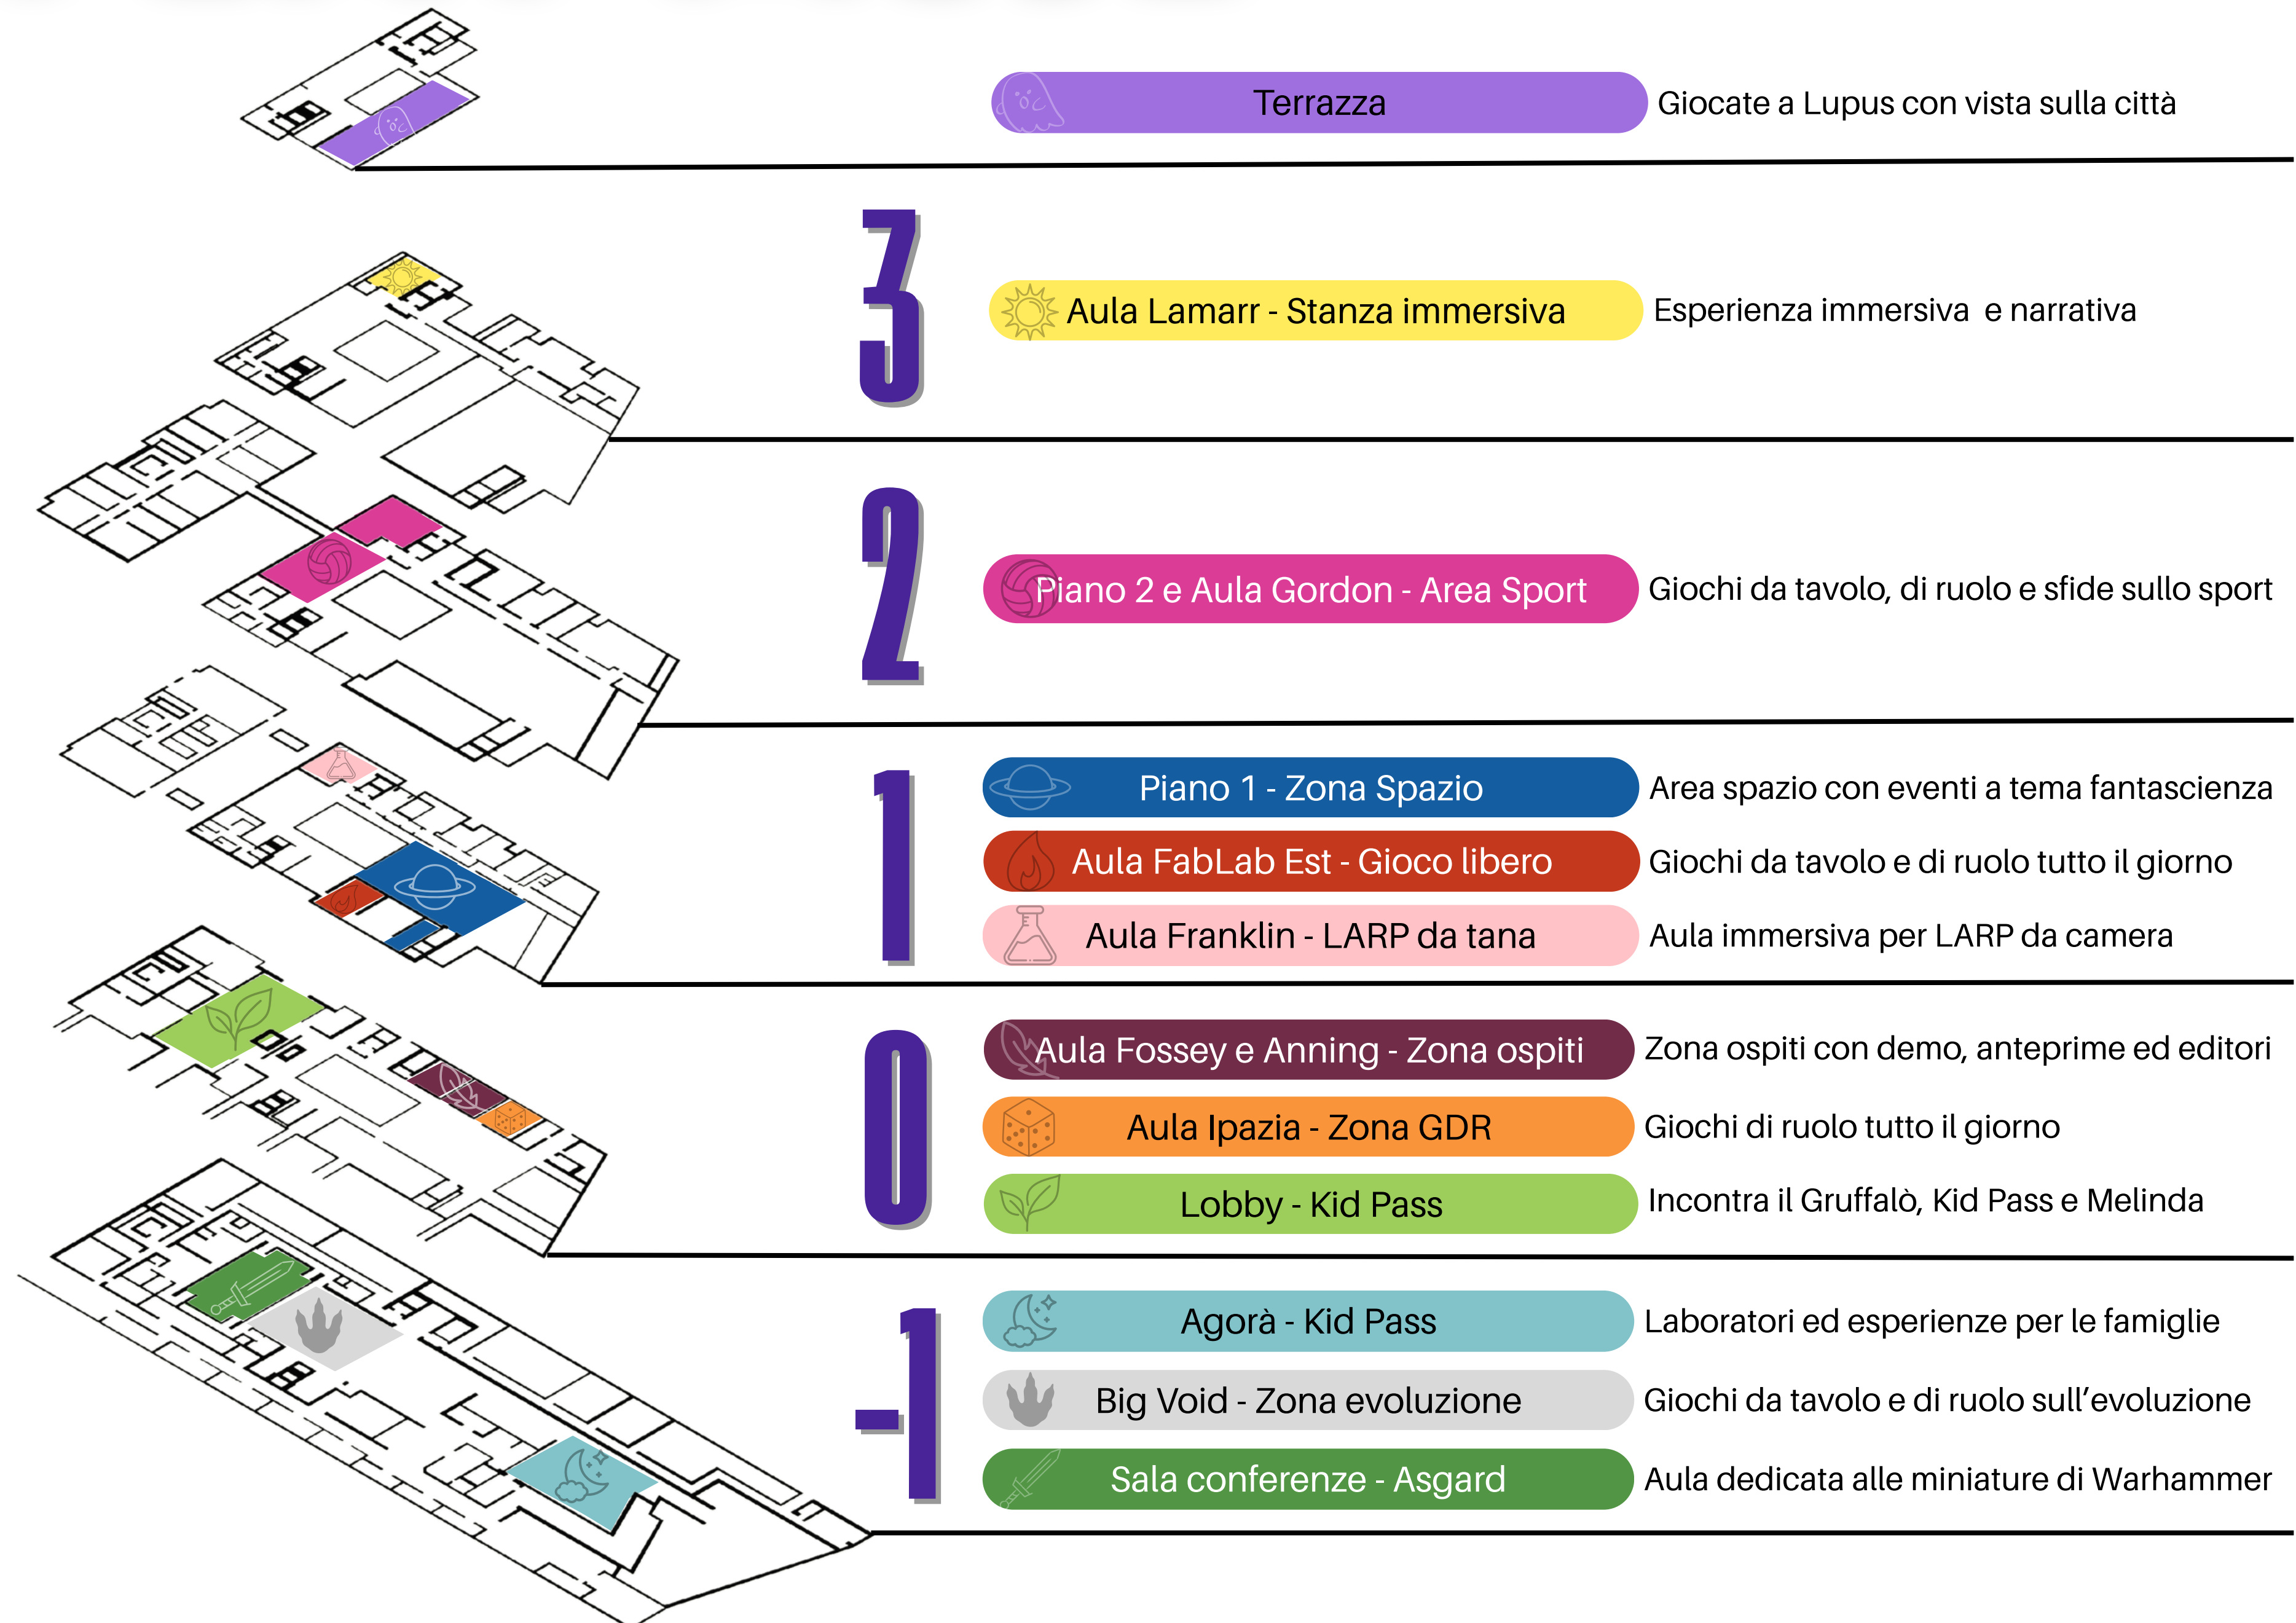 Terrazza
Giocate a Lupus con vista sulla città
3
Aula Lamarr - Stanza immersiva
Esperienza immersiva e narrativa
2
Piano 2 e Aula Gordon - Area Sport
Giochi da tavolo, di ruolo e sfide sullo sport
1
Piano 1 - Zona Spazio
Area spazio con eventi a tema fantascienza
Aula FabLab Est - Gioco libero
Giochi da tavolo e di ruolo tutto il giorno
Aula Franklin - LARP da tana
Aula immersiva per LARP da camera
0
Aula Fossey e Anning - Zona ospiti
Zona ospiti con demo, anteprime ed editori
Aula Ipazia - Zona GDR
Giochi di ruolo tutto il giorno
Lobby - Kid Pass
Incontra il Gruffalò, Kid Pass e Melinda
-1
Agorà - Kid Pass
Laboratori ed esperienze per le famiglie
Big Void - Zona evoluzione
Giochi da tavolo e di ruolo sull’evoluzione
Sala conferenze - Asgard
Aula dedicata alle miniature di Warhammer